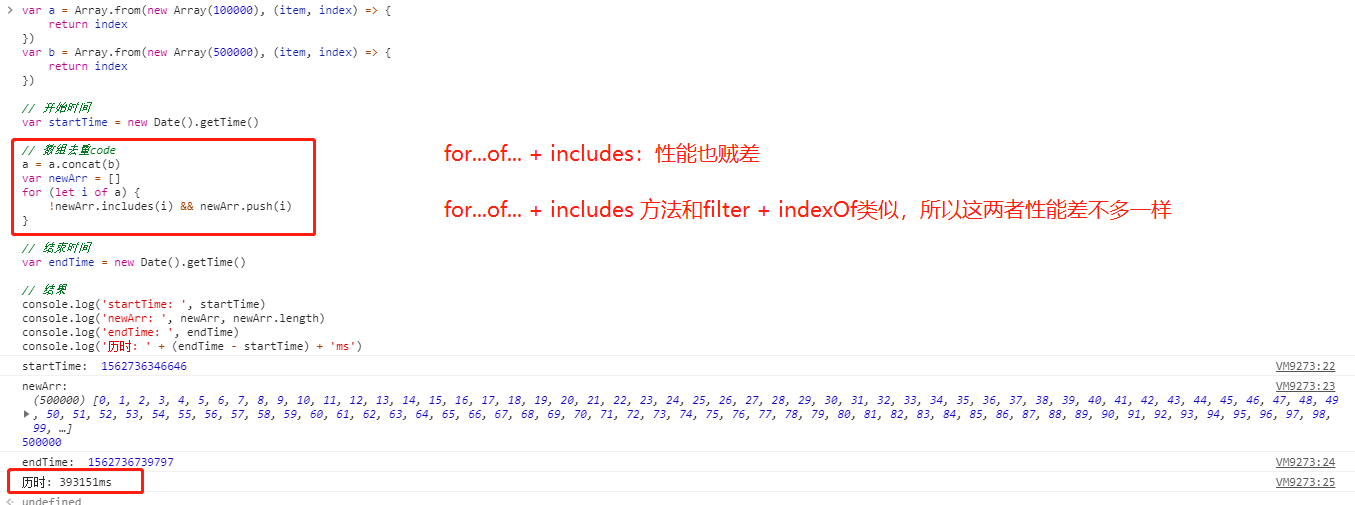 var a = Array.from(new Array(100000), (item, index) => {
return index
})
var b = Array.from(new Array(500000), (item, index) => {
return index
})
// 开始时间
var startTime = new Date().getTime()
// 数组去重code
a = a.concat(b)
var newArr = []
for (let i of a) {
!newArr.includes(i) && newArr.push(i)
}
for...of... + includes：性能也贼差
for...of... + includes 方法和filter + indexOf类似，所以这两者性能差不多一样
// 结束时间
var endTime = new Date().getTime()
// 结果
console.log('startTime: ', startTime)
console.log('newArr: ', newArr, newArr.length)
console.log('endTime: ', endTime)
console.log('历时: ' + (endTime - startTime) + 'ms')
startTime: 1562736346646 VM9273:22
newArr: VM9273:23
(500000) [0, 1, 2, 3, 4, 5, 6, 7, 8, 9, 10, 11, 12, 13, 14, 15, 16, 17, 18, 19, 20, 21, 22, 23, 24, 25, 26, 27, 28, 29, 30, 31, 32, 33, 34, 35, 36, 37, 38, 39, 40, 41, 42, 43, 44, 45, 46, 47, 48, 49
, 50, 51, 52, 53, 54, 55, 56, 57, 58, 59, 60, 61, 62, 63, 64, 65, 66, 67, 68, 69, 70, 71, 72, 73, 74, 75, 76, 77, 78, 79, 80, 81, 82, 83, 84, 85, 86, 87, 88, 89, 90, 91, 92, 93, 94, 95, 96, 97, 98,
99, …]
500000
endTime: 1562736739797 VM9273:24
历时: 393151ms VM9273:25
undefined